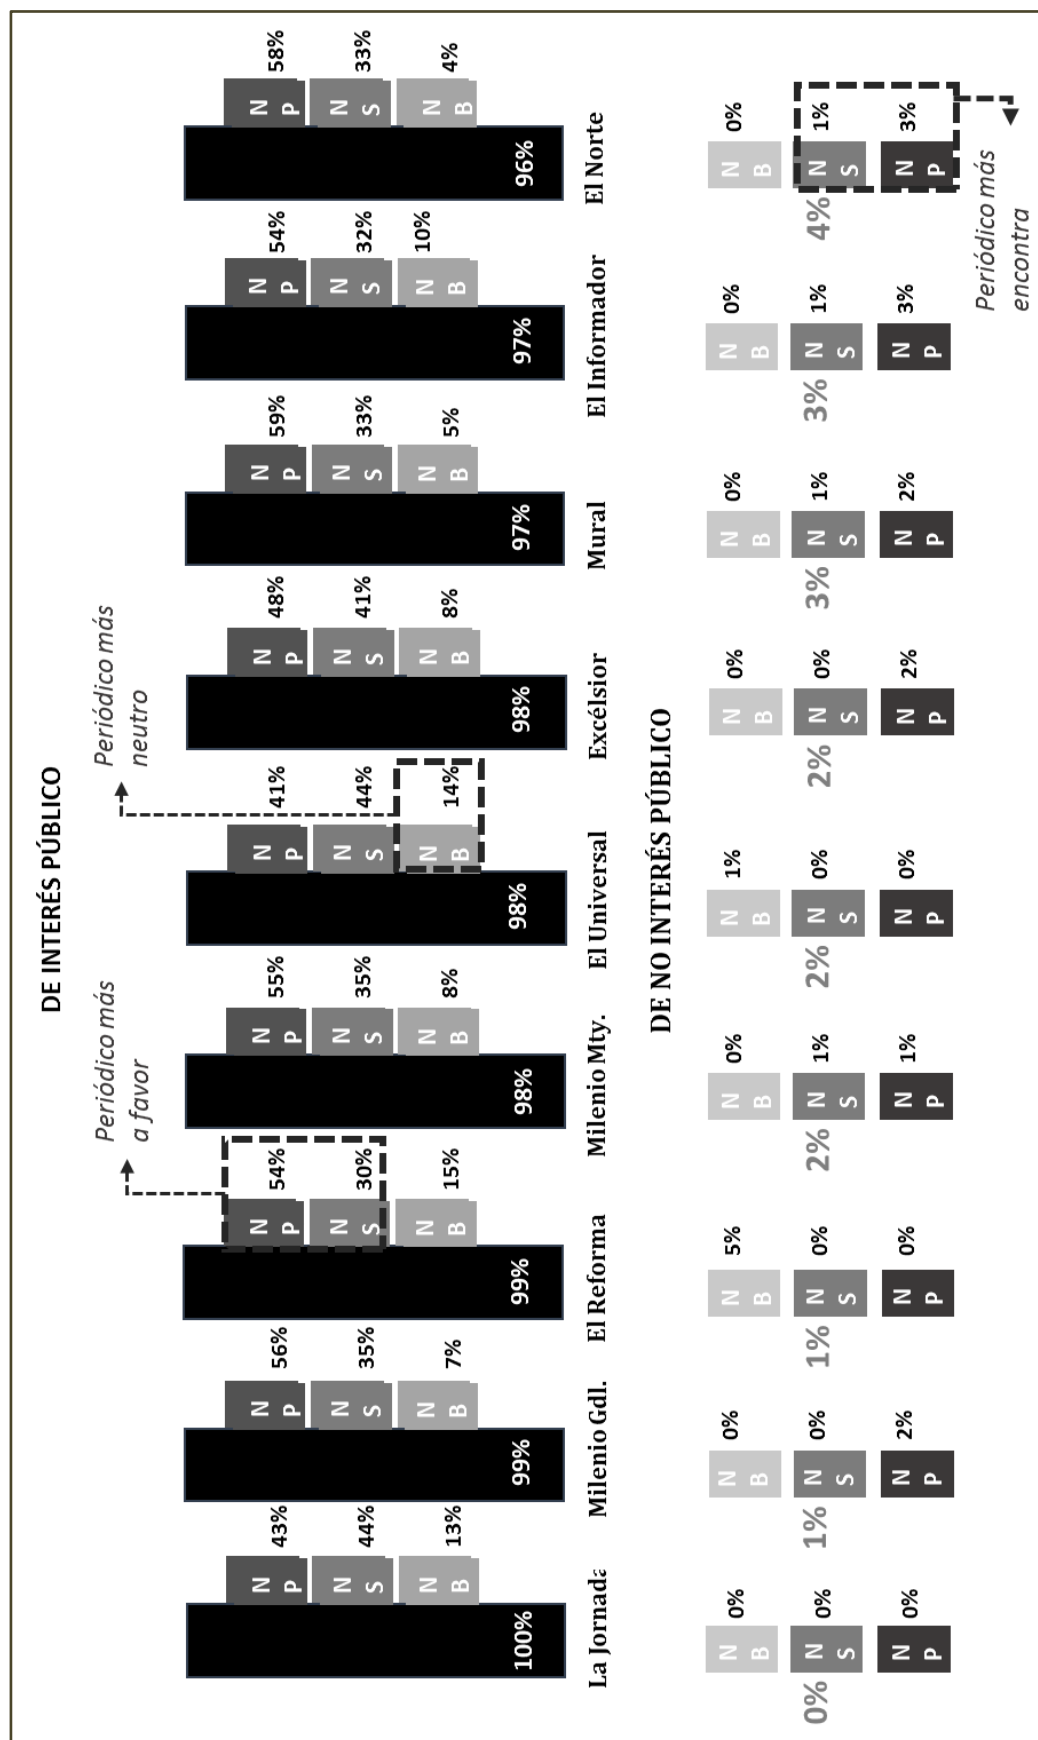 DE INTERÉS PÚBLICO
Periódico más
a favor
Periódico más
neutro
100%
N P 43%
N S 44%
N B 13%
La Jornada
99%
N P 56%
N S 35%
N B 7%
Milenio Gdl.
99%
N P 54%
N S 30%
N B 15%
El Reforma
98%
N P 55%
N S 35%
N B 8%
Milenio Mty.
98%
N P 41%
N S 44%
N B 14%
El Universal
98%
N P 48%
N S 41%
N B 8%
Excélsior
97%
N P 59%
N S 33%
N B 5%
Mural
97%
N P 54%
N S 32%
N B 10%
El Informador
96%
N P 58%
N S 33%
N B 4%
El Norte
DE NO INTERÉS PÚBLICO
0%
N B 0%
N S 0%
N P 0%
1%
N B 0%
N S 0%
N P 2%
1%
N B 5%
N S 0%
N P 0%
2%
N B 0%
N S 1%
N P 1%
2%
N B 1%
N S 0%
N P 0%
2%
N B 0%
N S 0%
N P 2%
3%
N B 0%
N S 1%
N P 2%
3%
N B 0%
N S 1%
N P 3%
4%
N B 0%
N S 1%
N P 3%
Periódico más
encontra